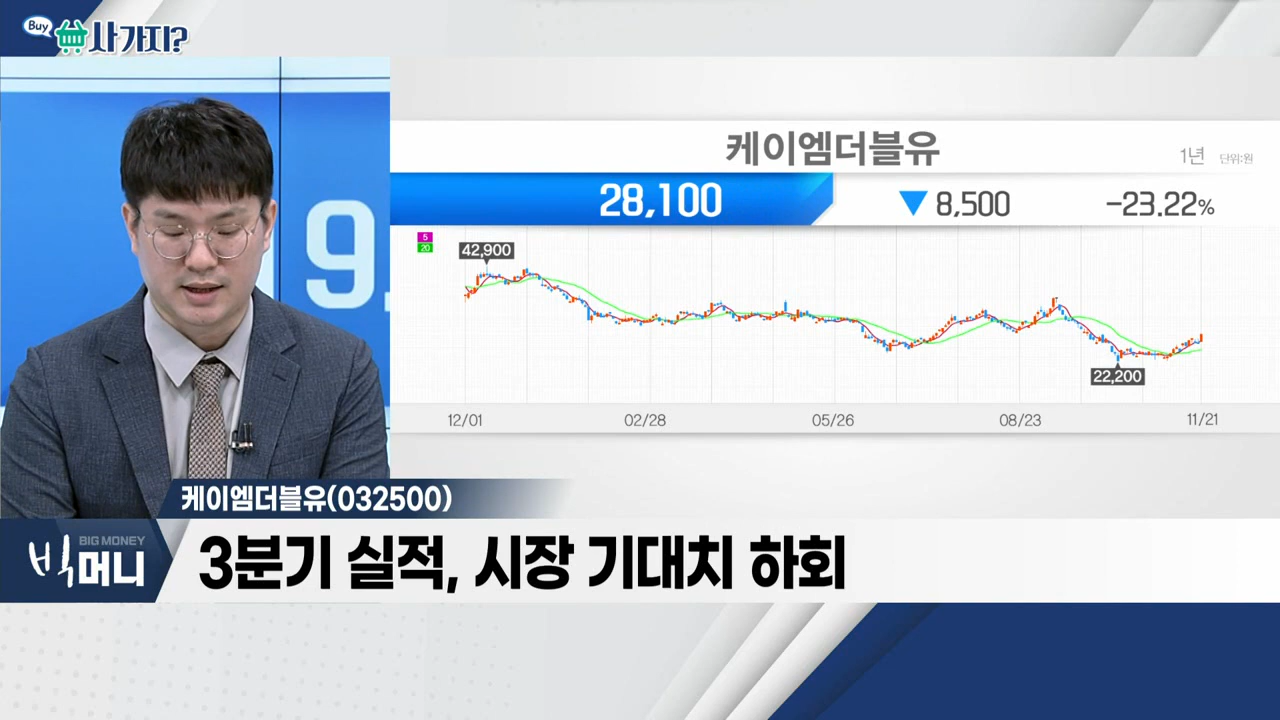 Buy 사가지?
케이엠더블유
1년 단위:원
28,100 ▼ 8,500 -23.22%
5
20
42,900
22,200
12/01 02/28 05/26 08/23 11/21
9.
케이엠더블유(032500)
BIG MONEY
빅머니
3분기 실적, 시장 기대치 하회